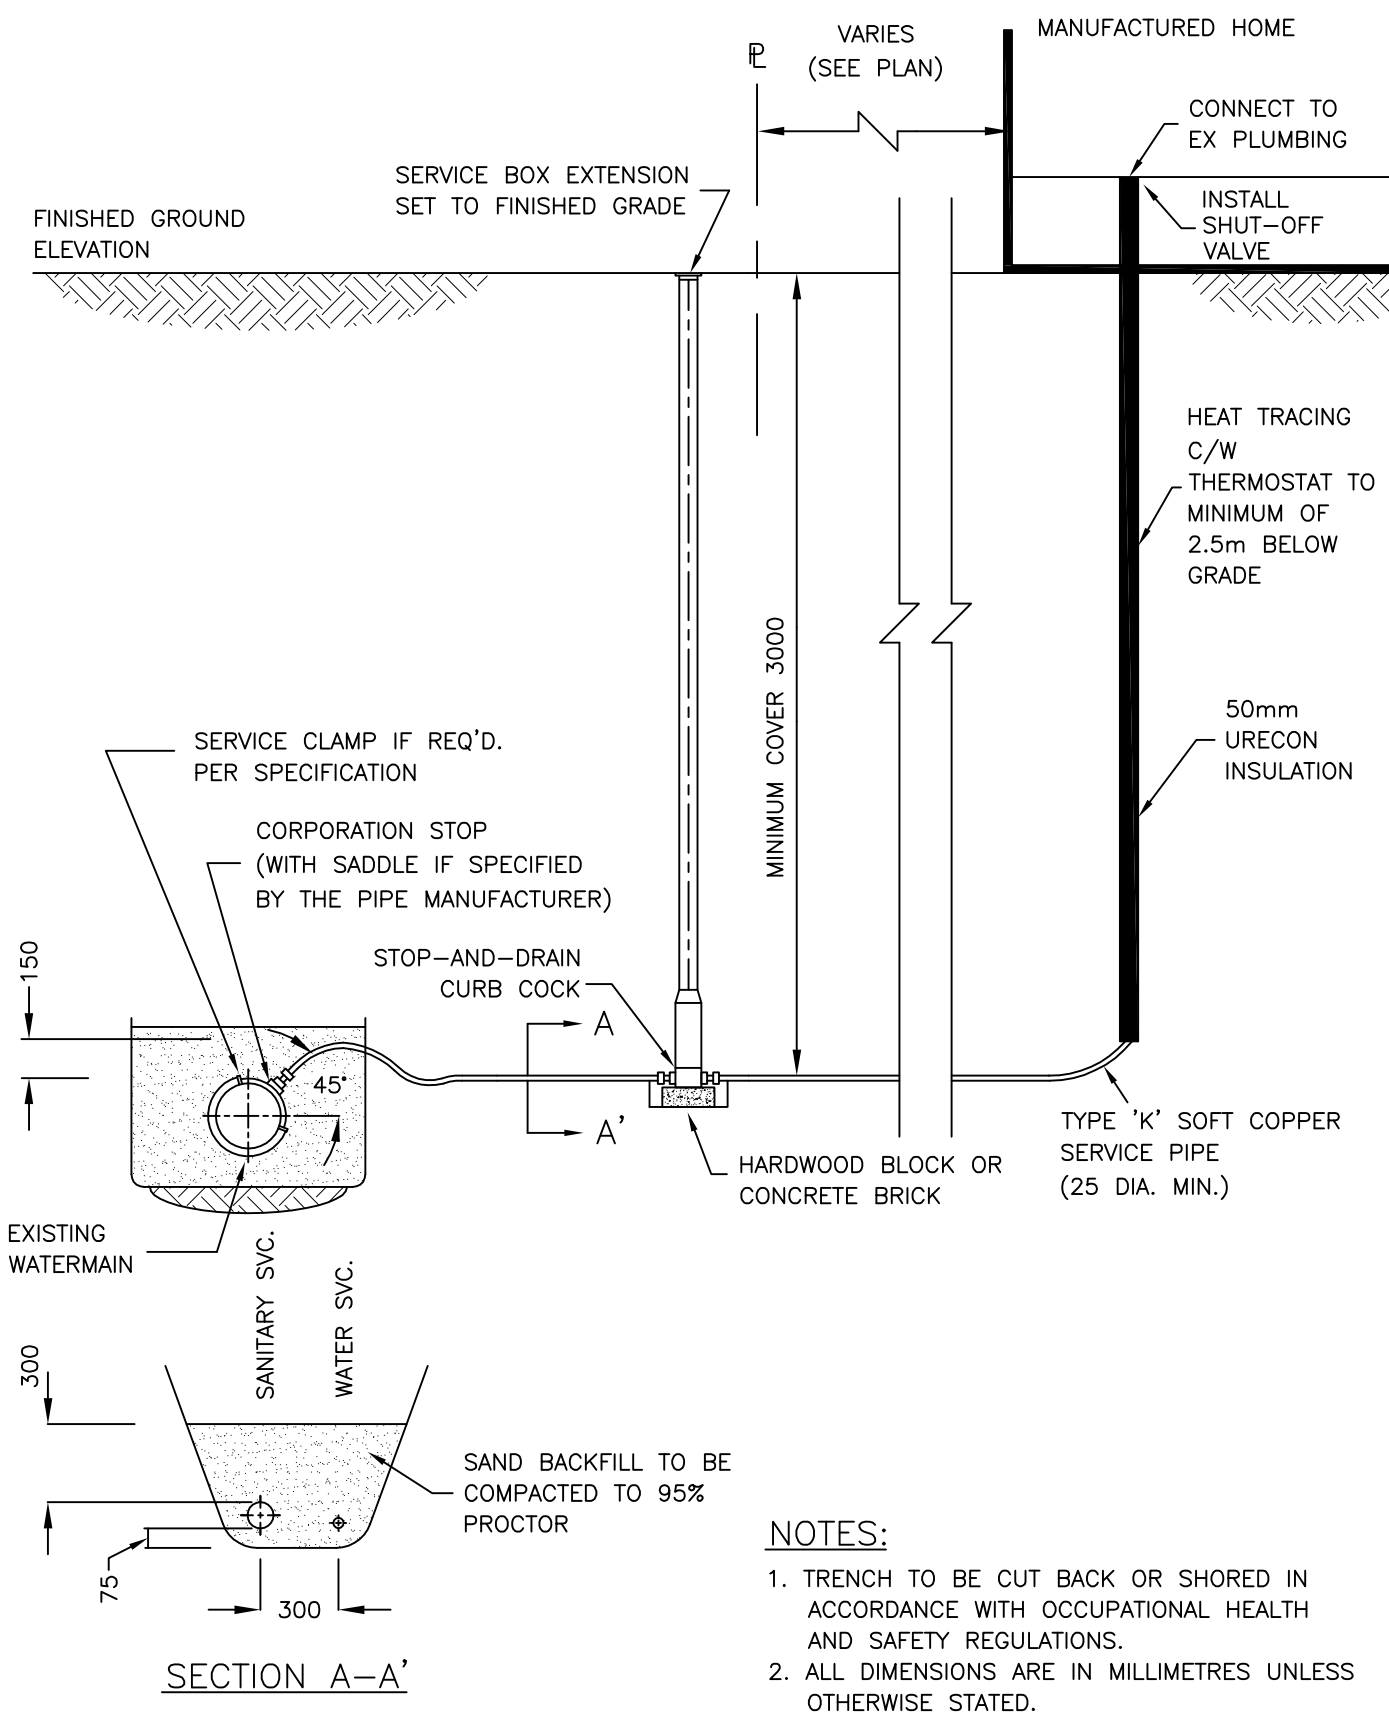 MANUFACTURED HOME
VARIES
(SEE PLAN)
PL
CONNECT TO
EX PLUMBING
SERVICE BOX EXTENSION
SET TO FINISHED GRADE
INSTALL
SHUT-OFF
VALVE
FINISHED GROUND
ELEVATION
HEAT TRACING
C/W
THERMOSTAT TO
MINIMUM OF
2.5m BELOW
GRADE
MINIMUM COVER 3000
50mm
URECON
INSULATION
SERVICE CLAMP IF REQ'D.
PER SPECIFICATION
CORPORATION STOP
(WITH SADDLE IF SPECIFIED
BY THE PIPE MANUFACTURER)
STOP-AND-DRAIN
CURB COCK
150
A
45°
A'
TYPE 'K' SOFT COPPER
SERVICE PIPE
(25 DIA. MIN.)
HARDWOOD BLOCK OR
CONCRETE BRICK
EXISTING
WATERMAIN
SANITARY SVC.
WATER SVC.
300
SAND BACKFILL TO BE
COMPACTED TO 95%
PROCTOR
75
300
SECTION A-A'
NOTES:
1. TRENCH TO BE CUT BACK OR SHORED IN
ACCORDANCE WITH OCCUPATIONAL HEALTH
AND SAFETY REGULATIONS.
2. ALL DIMENSIONS ARE IN MILLIMETRES UNLESS
OTHERWISE STATED.